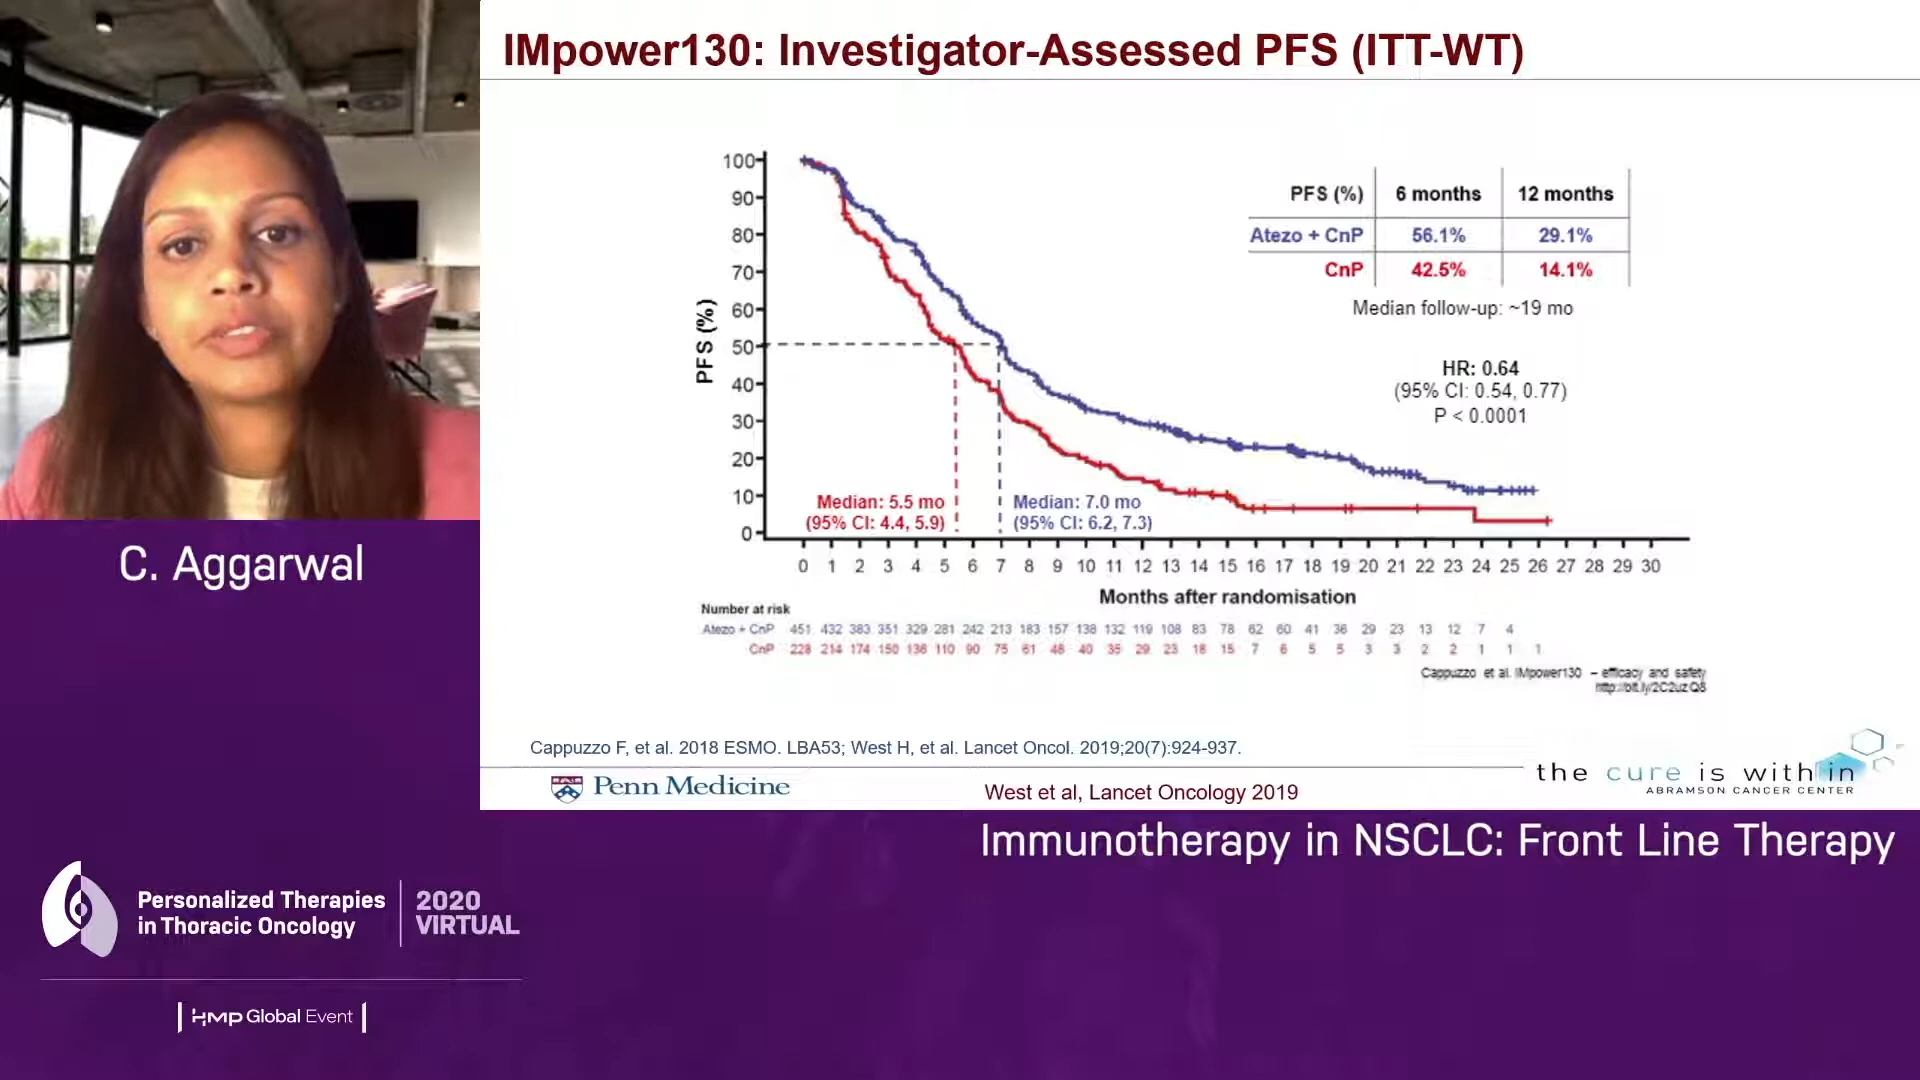 IMpower130: Investigator-Assessed PFS (ITT-WT)
PFS (%) 6 months 12 months
Atezo + CnP 56.1% 29.1%
CnP 42.5% 14.1%
Median follow-up: ~19 mo
HR: 0.64
(95% CI: 0.54, 0.77)
P < 0.0001
PFS (%)
100
90
80
70
60
50
40
30
20
10
0
Median: 5.5 mo
(95% CI: 4.4, 5.9)
Median: 7.0 mo
(95% CI: 6.2, 7.3)
0 1 2 3 4 5 6 7 8 9 10 11 12 13 14 15 16 17 18 19 20 21 22 23 24 25 26 27 28 29 30
Months after randomisation
Number at risk
Atezo + CnP 451 432 383 351 329 281 242 213 183 157 138 132 119 108 83 78 62 60 41 36 29 23 13 12 7 4
CnP 228 214 174 150 136 110 90 75 61 48 40 35 29 23 18 15 7 6 5 5 3 3 2 2 1 1 1
Cappuzzo et al. IMpower130 – efficacy and safety
http://bit.ly/2C2uzQ8
Cappuzzo F, et al. 2018 ESMO. LBA53; West H, et al. Lancet Oncol. 2019;20(7):924-937.
Penn Medicine
West et al, Lancet Oncology 2019
the cure is within
ABRAMSON CANCER CENTER
C. Aggarwal
Immunotherapy in NSCLC: Front Line Therapy
Personalized Therapies
in Thoracic Oncology
2020
VIRTUAL
HMP Global Event